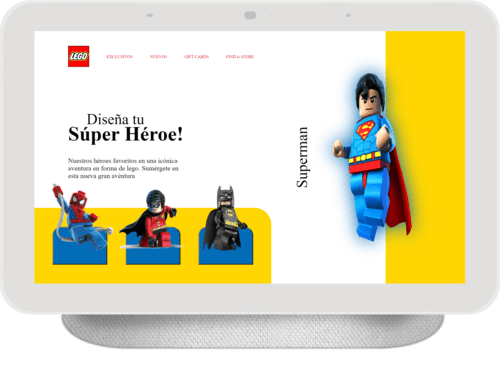 LEGO
EXCLUSIVOS NUEVOS GIFT CARDS FIND A STORE
Diseña tu
Súper Héroe!
Nuestros héroes favoritos en una icónica
aventura en forma de lego. Sumérgete en
esta nueva gran aventura
Superman